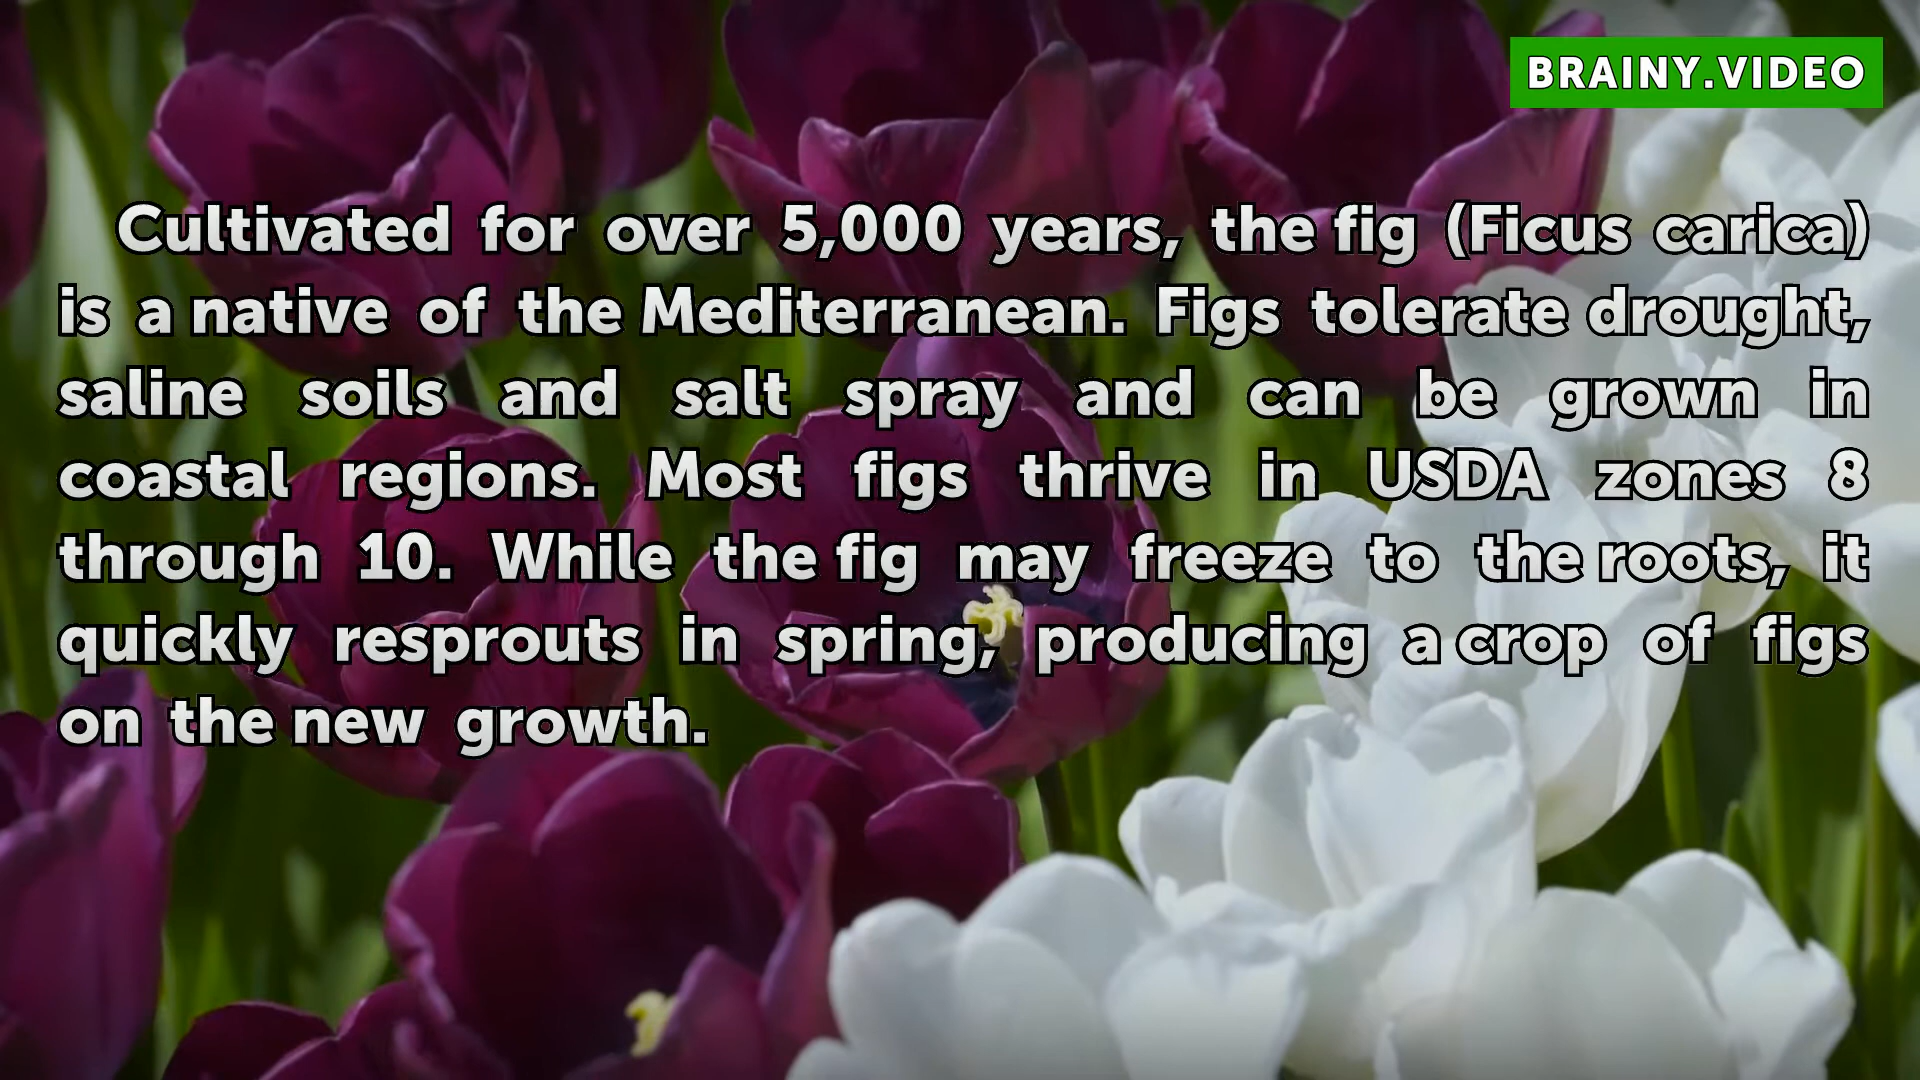 BRAINY.VIDEO
Cultivated for over 5,000 years, the fig (Ficus carica)
is a native of the Mediterranean. Figs tolerate drought,
saline soils and salt spray and can be grown in
coastal regions. Most figs thrive in USDA zones 8
through 10. While the fig may freeze to the roots, it
quickly resprouts in spring, producing a crop of figs
on the new growth.